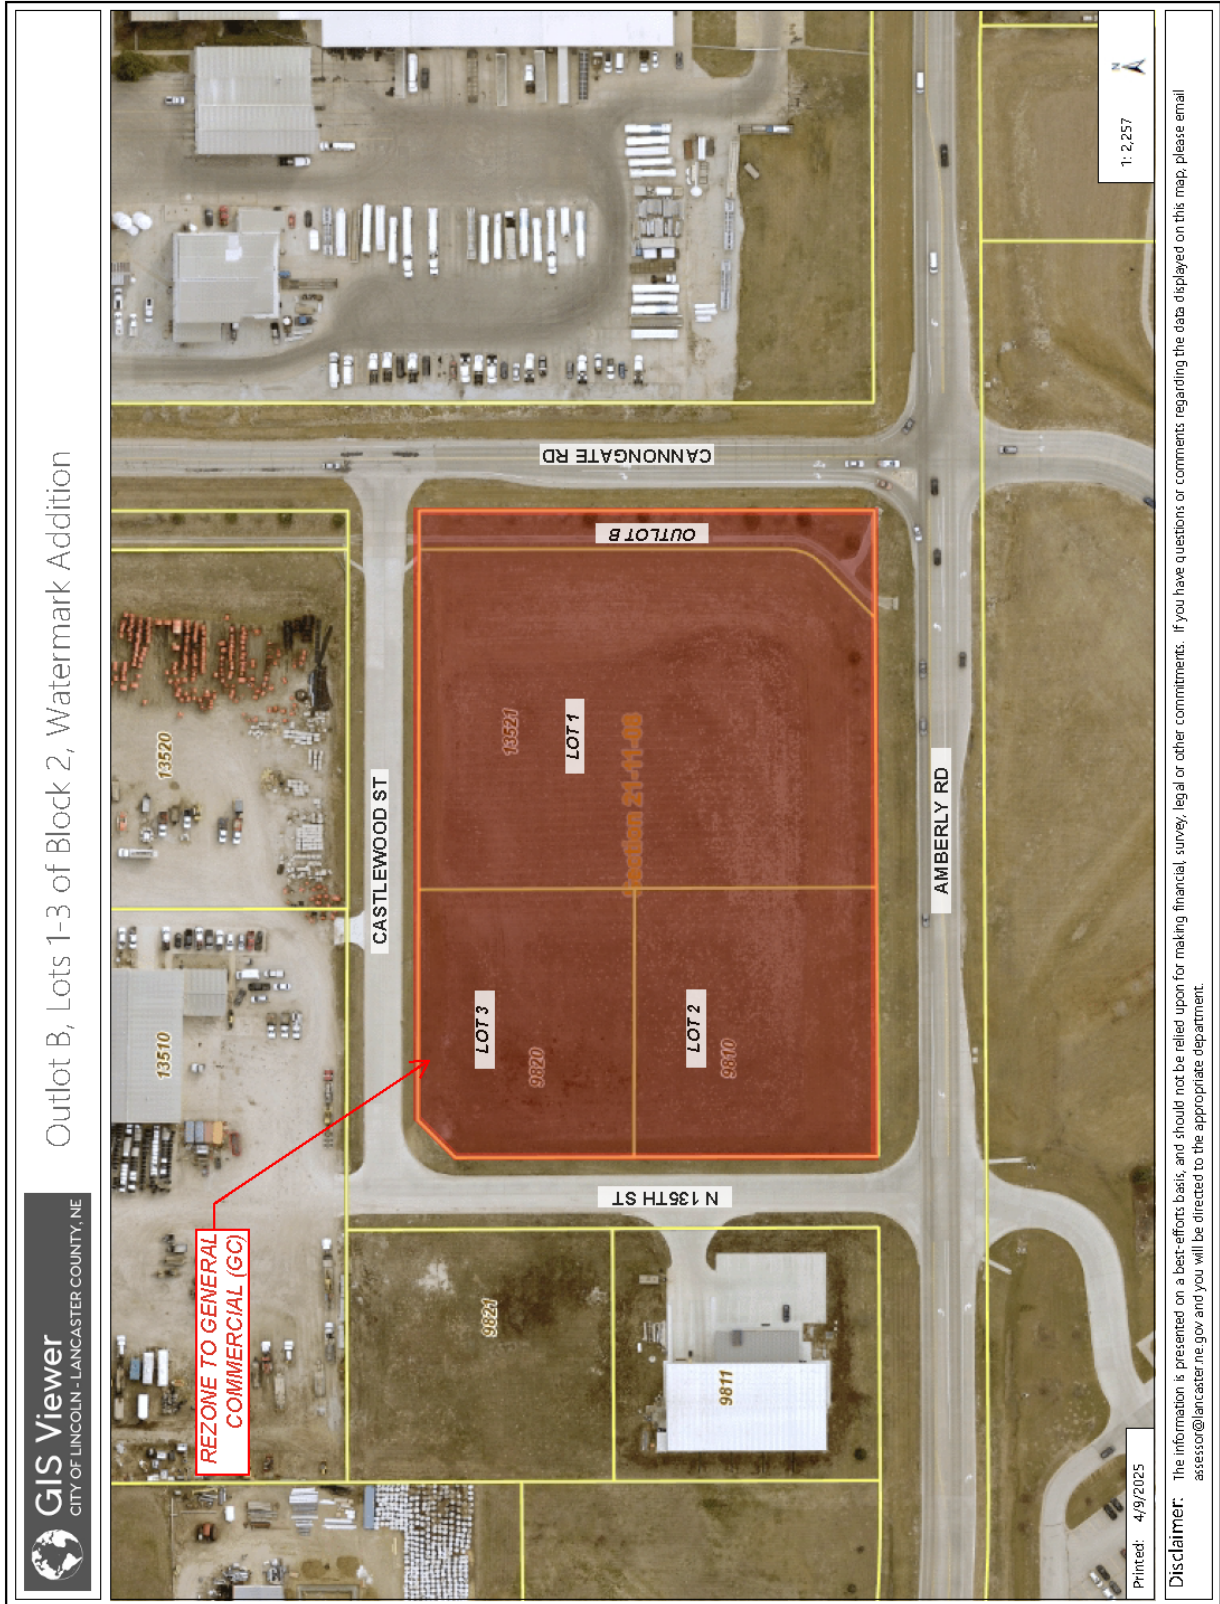 GIS Viewer
CITY OF LINCOLN - LANCASTER COUNTY, NE
Outlot B, Lots 1-3 of Block 2, Watermark Addition
REZONE TO GENERAL
COMMERCIAL (GC)
13510
13520
CASTLEWOOD ST
CANNONGATE RD
OUTLOT B
13521
LOT 1
Section 21-11-08
LOT 3
9820
LOT 2
9810
N 135TH ST
9821
9811
AMBERLY RD
N
1: 2,257
Printed: 4/9/2025
Disclaimer: The information is presented on a best-efforts basis, and should not be relied upon for making financial, survey, legal or other commitments. If you have questions or comments regarding the data displayed on this map, please email
assessor@lancaster.ne.gov and you will be directed to the appropriate department.